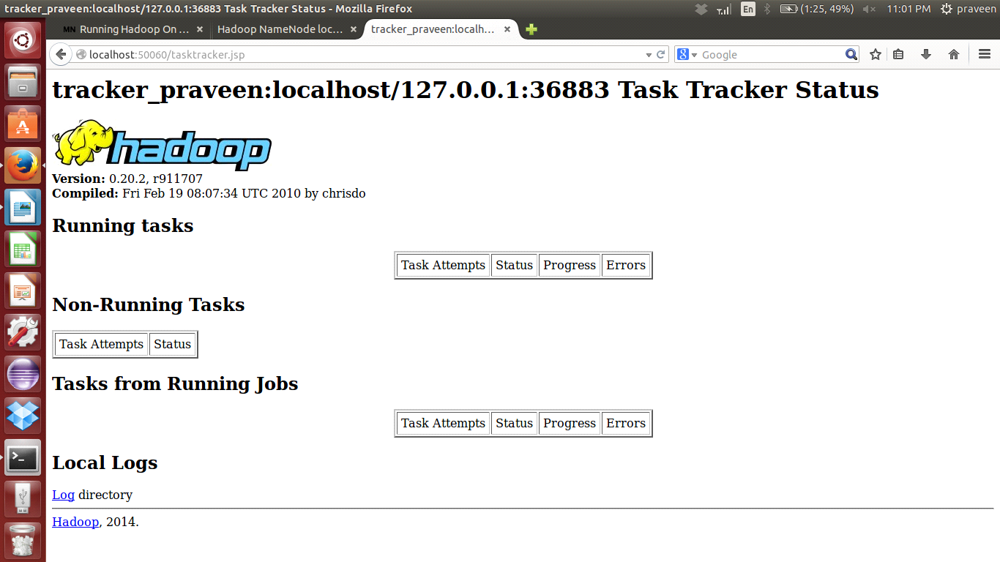 tracker_praveen:localhost/127.0.0.1:36883 Task Tracker Status - Mozilla Firefox
En (1:25, 49%) 11:01 PM praveen
MN Running Hadoop On ... Hadoop NameNode loc... tracker_praveen:localh...
localhost:50060/tasktracker.jsp
8 Google
tracker_praveen:localhost/127.0.0.1:36883 Task Tracker Status
hadoop
Version: 0.20.2, r911707
Compiled: Fri Feb 19 08:07:34 UTC 2010 by chrisdo
Running tasks
Task Attempts Status Progress Errors
Non-Running Tasks
Task Attempts Status
Tasks from Running Jobs
Task Attempts Status Progress Errors
Local Logs
Log directory
Hadoop, 2014.